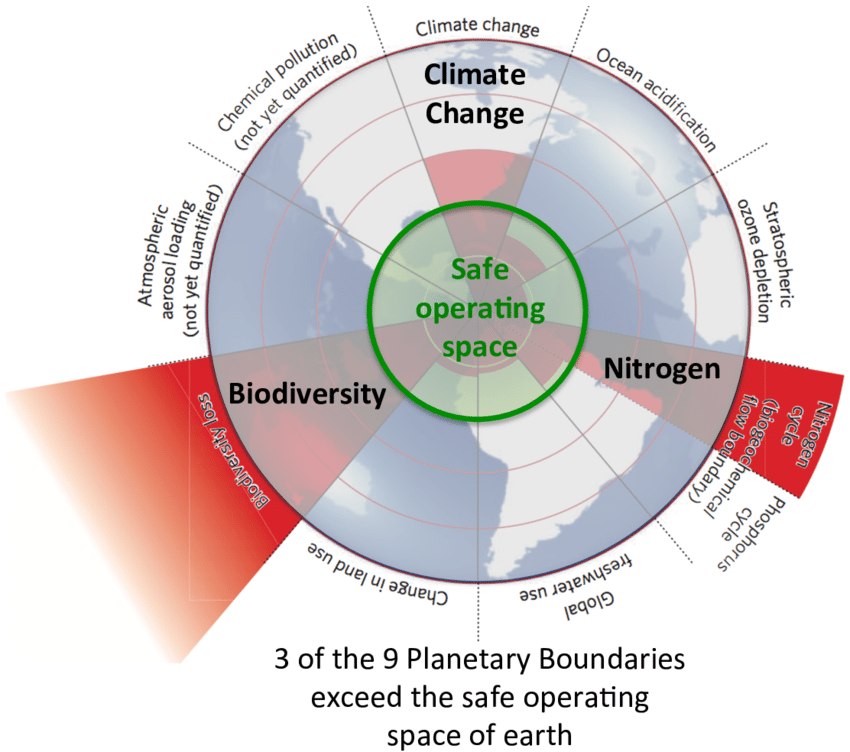 Climate change
Climate
Change
Ocean acidification
Stratospheric
ozone depletion
Nitrogen
Nitrogen
cycle
(biogeochemical
flow boundary)
Phosphorus
cycle
Global
freshwater use
Change in land use
Biodiversity
Biodiversity loss
Atmospheric
aerosol loading
(not yet quantified)
Chemical pollution
(not yet quantified)
Safe
operating
space
3 of the 9 Planetary Boundaries
exceed the safe operating
space of earth